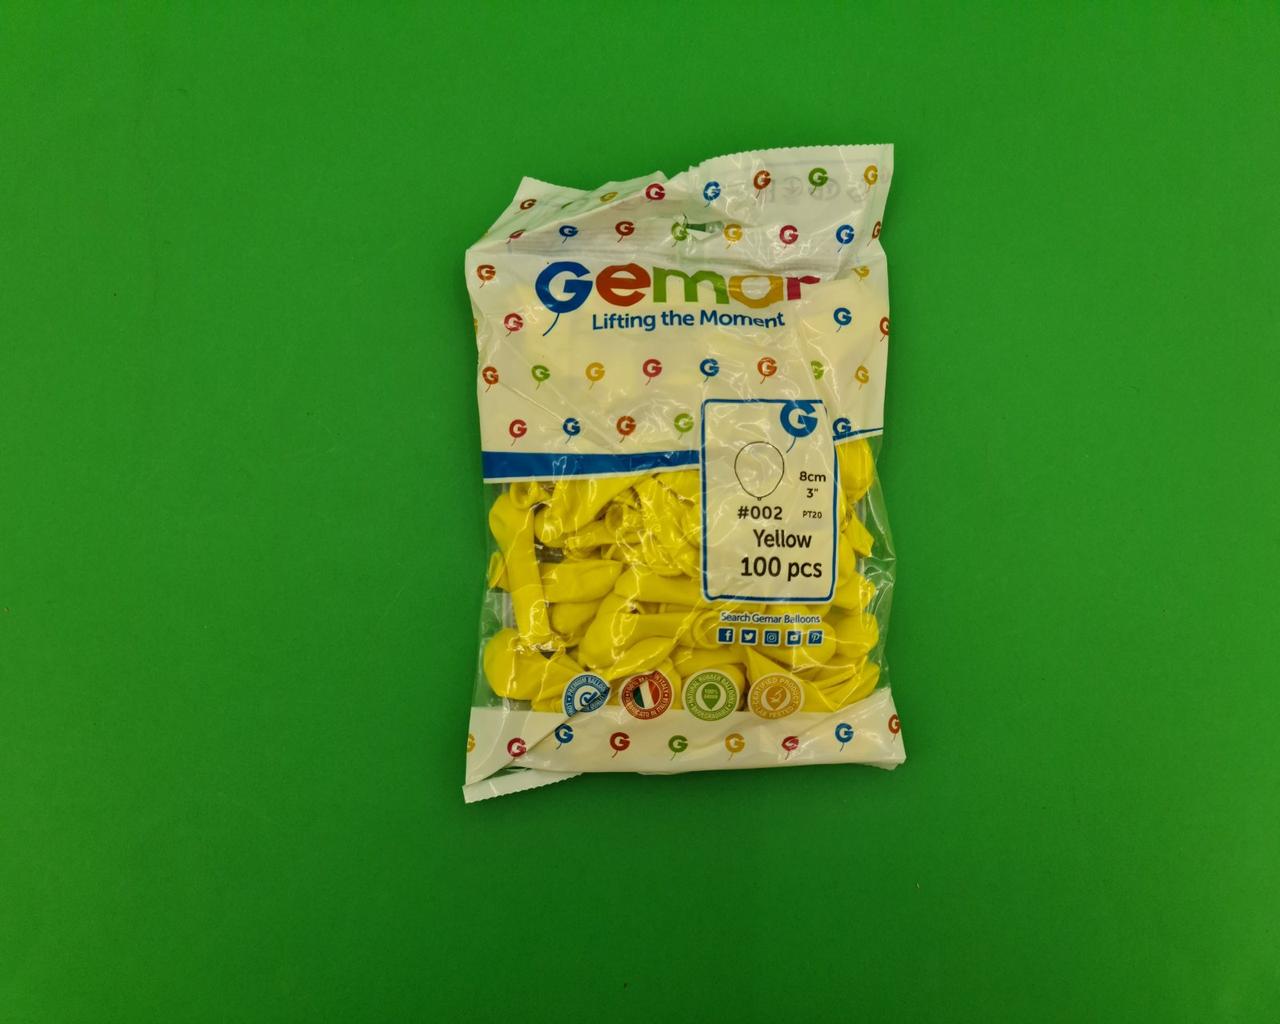 Gemar
Lifting the Moment
G
8cm
3"
#002 PT20
Yellow
100 pcs
Search Gemar Balloons